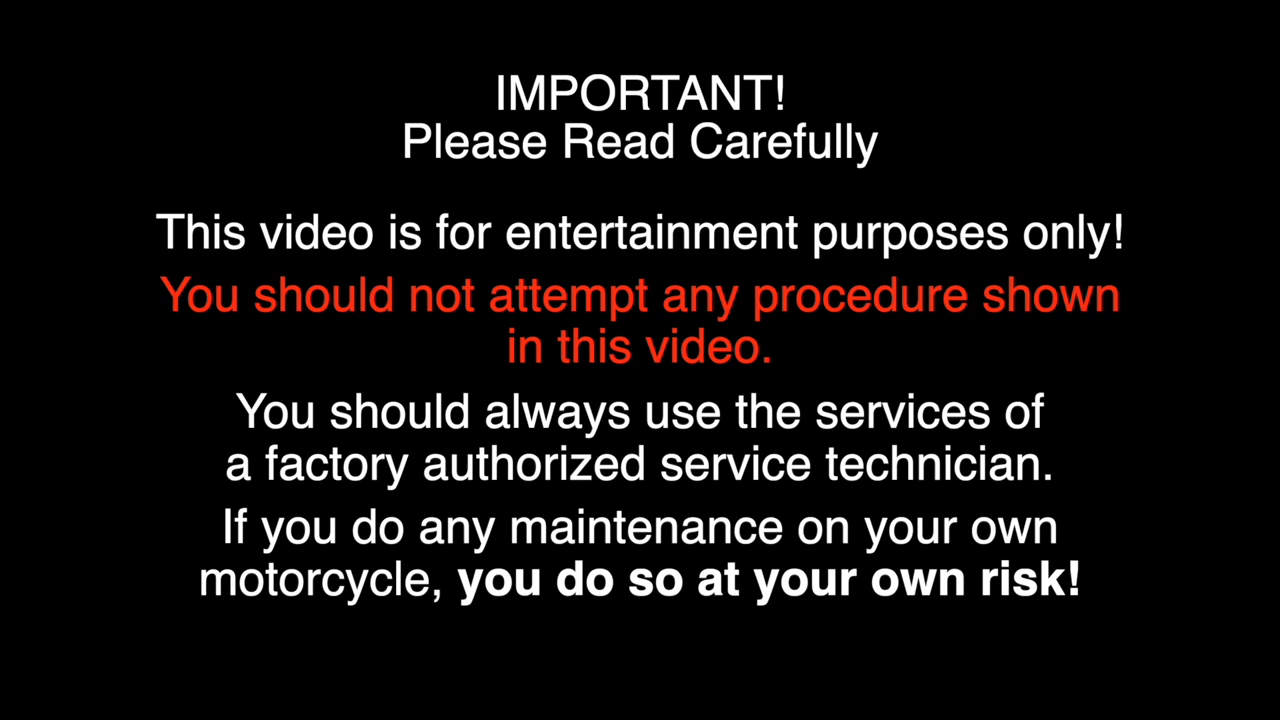 IMPORTANT!
Please Read Carefully
This video is for entertainment purposes only!
You should not attempt any procedure shown
in this video.
You should always use the services of
a factory authorized service technician.
If you do any maintenance on your own
motorcycle, you do so at your own risk!